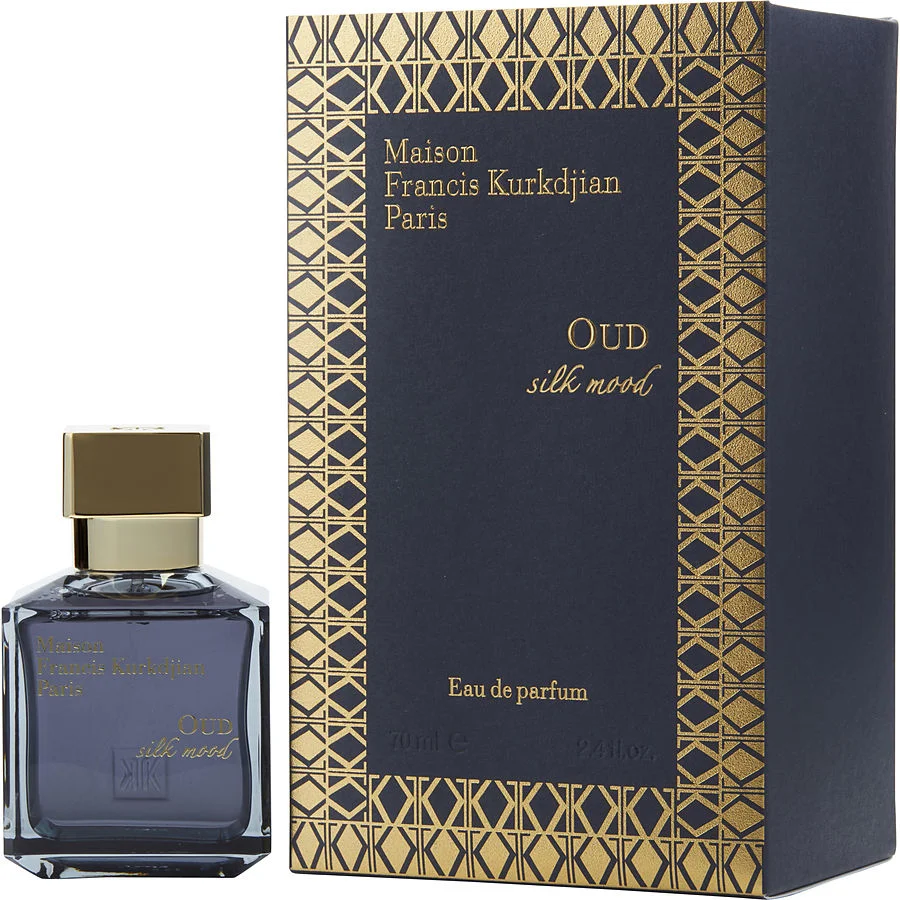 Maison
Francis Kurkdjian
Paris
OUD
silk mood
Eau de parfum
70 ml e 2.4 fl.oz.
Maison
Francis Kurkdjian
Paris
OUD
silk mood